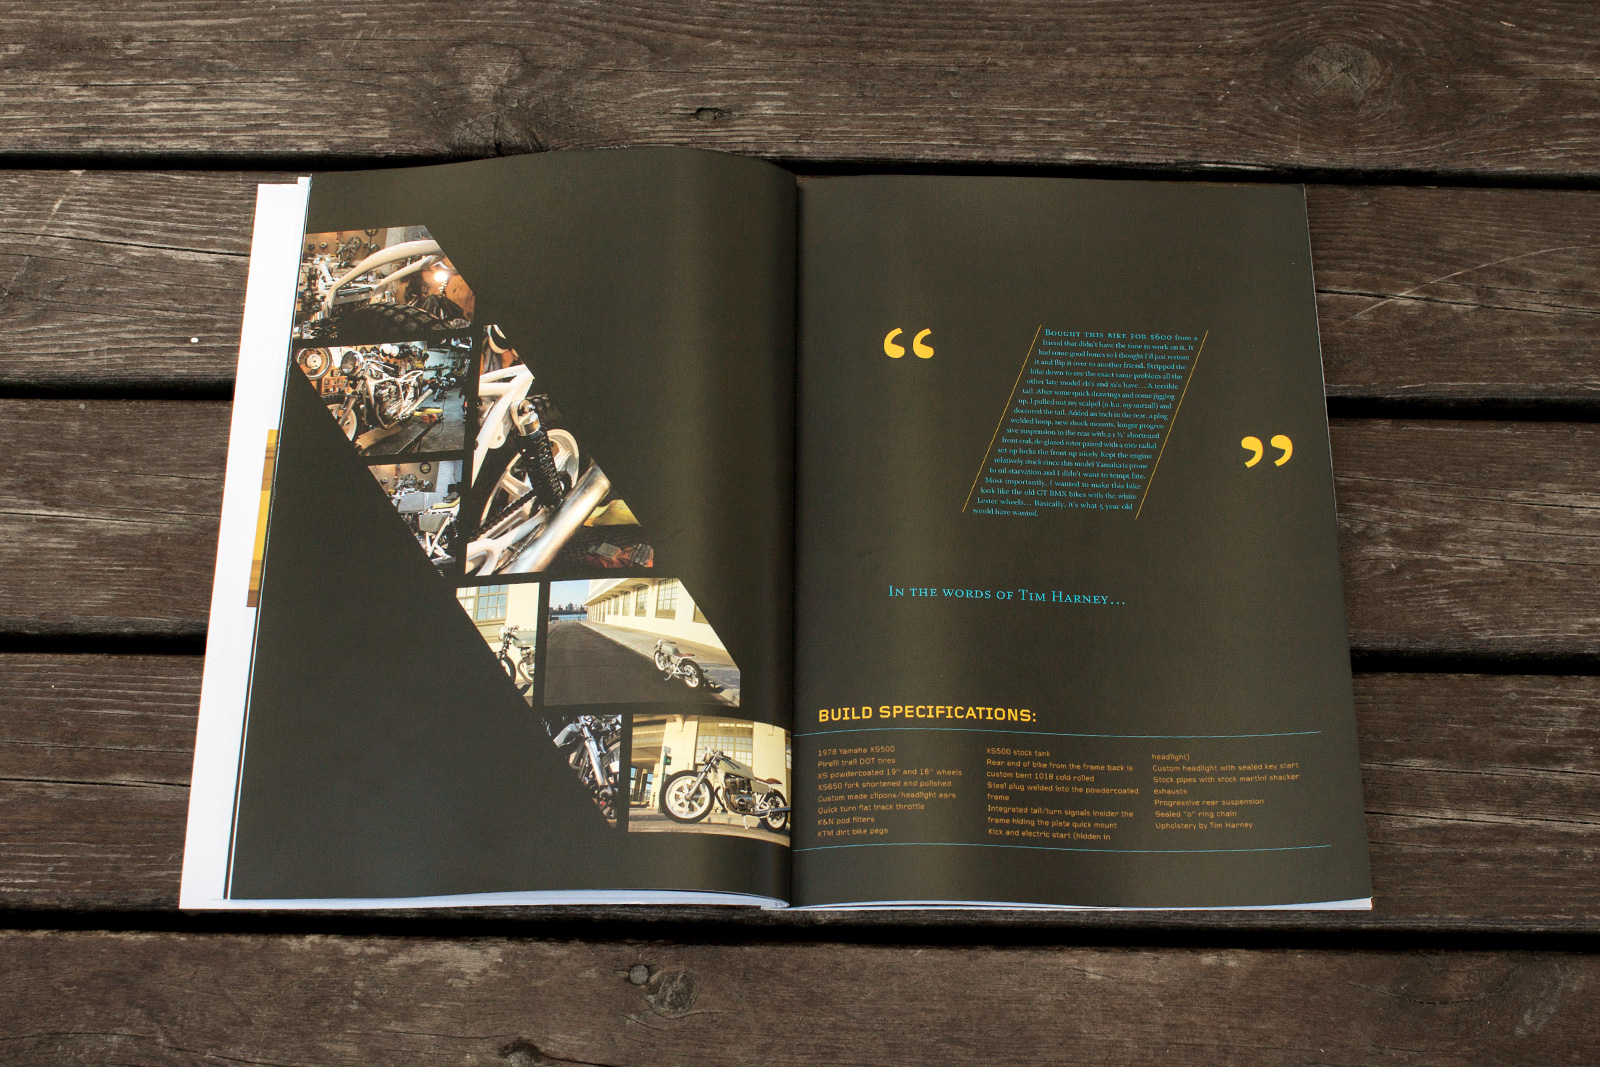 “
BOUGHT THIS BIKE FOR $600 from a
friend that didn't have the time to work on it. It
had some good bones so I thought I'd just restore
it and flip it over to another friend. Stripped the
bike down to see the exact same problem all the
other late model cb's and xs's have... A terrible
tail. After some quick drawings and some jigging
up, I pulled out my scalpel (a.k.a. my sawzall) and
doctored the tail. Added an inch in the rear, a plug
welded hoop, new shock mounts, longer progres-
sive suspension in the rear with a 1 ¾" shortened
front end, de-glazed rotor paired with a nice radial
set up locks the front up nicely. Kept the engine
relatively stock since this model Yamaha is prone
to oil starvation and I didn't want to tempt fate.
Most importantly, I wanted to make this bike
look like the old GT BMX bikes with the white
Lester wheels... Basically, it's what 5 year old
would have wanted.
”
IN THE WORDS OF TIM HARNEY...
BUILD SPECIFICATIONS:
1978 Yamaha XS500
Pirelli trail DOT tires
XS powdercoated 19" and 18" wheels
XS650 fork shortened and polished
Custom made clipons/headlight ears
Quick turn flat track throttle
K&N pod filters
KTM dirt bike pegs
XS500 stock tank
Rear end of bike from the frame back is
custom bent 1018 cold rolled
Steel plug welded into the powdercoated
frame
Integrated tail/turn signals insider the
frame hiding the plate quick mount
Kick and electric start (hidden in
headlight)
Custom headlight with sealed key start
Stock pipes with stock martini shacker
exhausts
Progressive rear suspension
Sealed "o" ring chain
Upholstery by Tim Harney